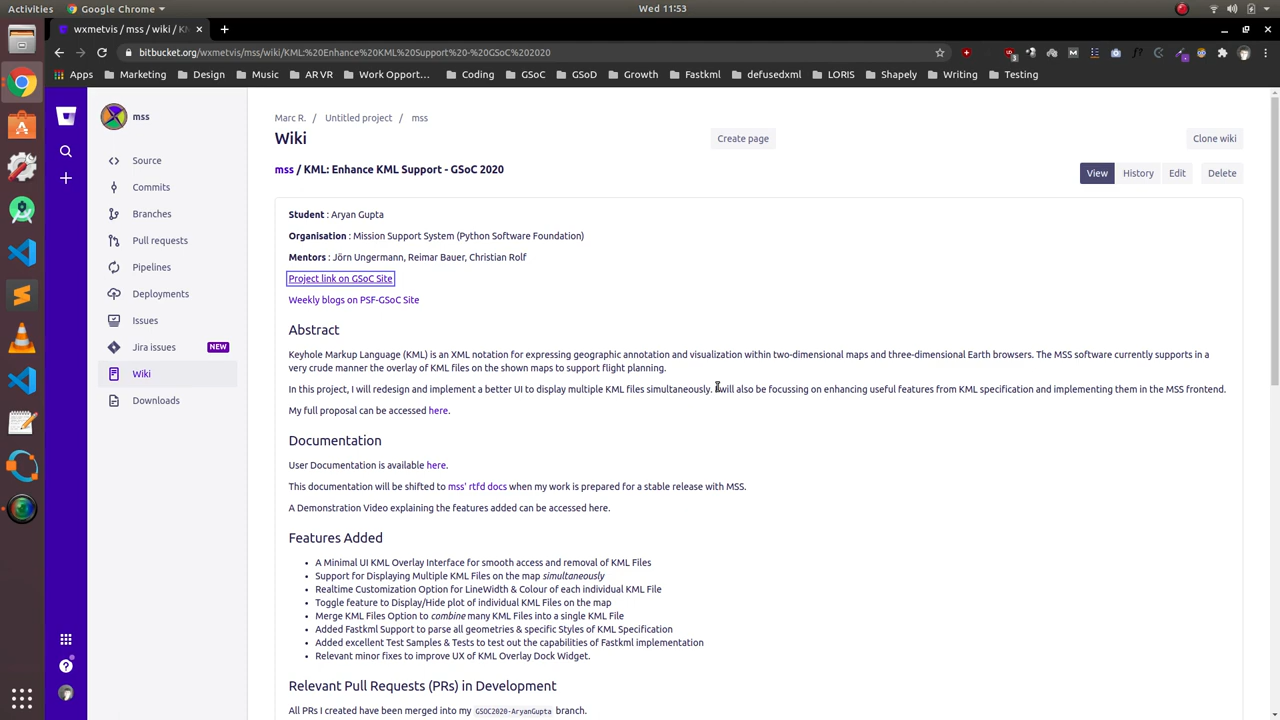 Activities
Google Chrome
Wed 11:53
wxmetvis / mss / wiki / K
bitbucket.org/wxmetvis/mss/wiki/KML:%20Enhance%20KML%20Support-%20-%20GSoC%202020
Apps Marketing Design Music AR VR Work Opport... Coding GSoC GSoD Growth Fastkml defusedxml LORIS Shapely Writing Testing
mss
Source
Commits
Branches
Pull requests
Pipelines
Deployments
Issues
Jira issues NEW
Wiki
Downloads
Marc R. / Untitled project / mss
Wiki
Create page
Clone wiki
mss / KML: Enhance KML Support - GSoC 2020
View History Edit Delete
Student : Aryan Gupta
Organisation : Mission Support System (Python Software Foundation)
Mentors : Jörn Ungermann, Reimar Bauer, Christian Rolf
Project link on GSoC Site
Weekly blogs on PSF-GSoC Site
Abstract
Keyhole Markup Language (KML) is an XML notation for expressing geographic annotation and visualization within two-dimensional maps and three-dimensional Earth browsers. The MSS software currently supports in a
very crude manner the overlay of KML files on the shown maps to support flight planning.
In this project, I will redesign and implement a better UI to display multiple KML files simultaneously. I will also be focussing on enhancing useful features from KML specification and implementing them in the MSS frontend.
My full proposal can be accessed here.
Documentation
User Documentation is available here.
This documentation will be shifted to mss' rtfd docs when my work is prepared for a stable release with MSS.
A Demonstration Video explaining the features added can be accessed here.
Features Added
• A Minimal UI KML Overlay Interface for smooth access and removal of KML Files
• Support for Displaying Multiple KML Files on the map simultaneously
• Realtime Customization Option for LineWidth & Colour of each individual KML File
• Toggle feature to Display/Hide plot of individual KML Files on the map
• Merge KML Files Option to combine many KML Files into a single KML File
• Added Fastkml Support to parse all geometries & specific Styles of KML Specification
• Added excellent Test Samples & Tests to test out the capabilities of Fastkml implementation
• Relevant minor fixes to improve UX of KML Overlay Dock Widget.
Relevant Pull Requests (PRs) in Development
All PRs I created have been merged into my GSOC2020-AryanGupta branch.